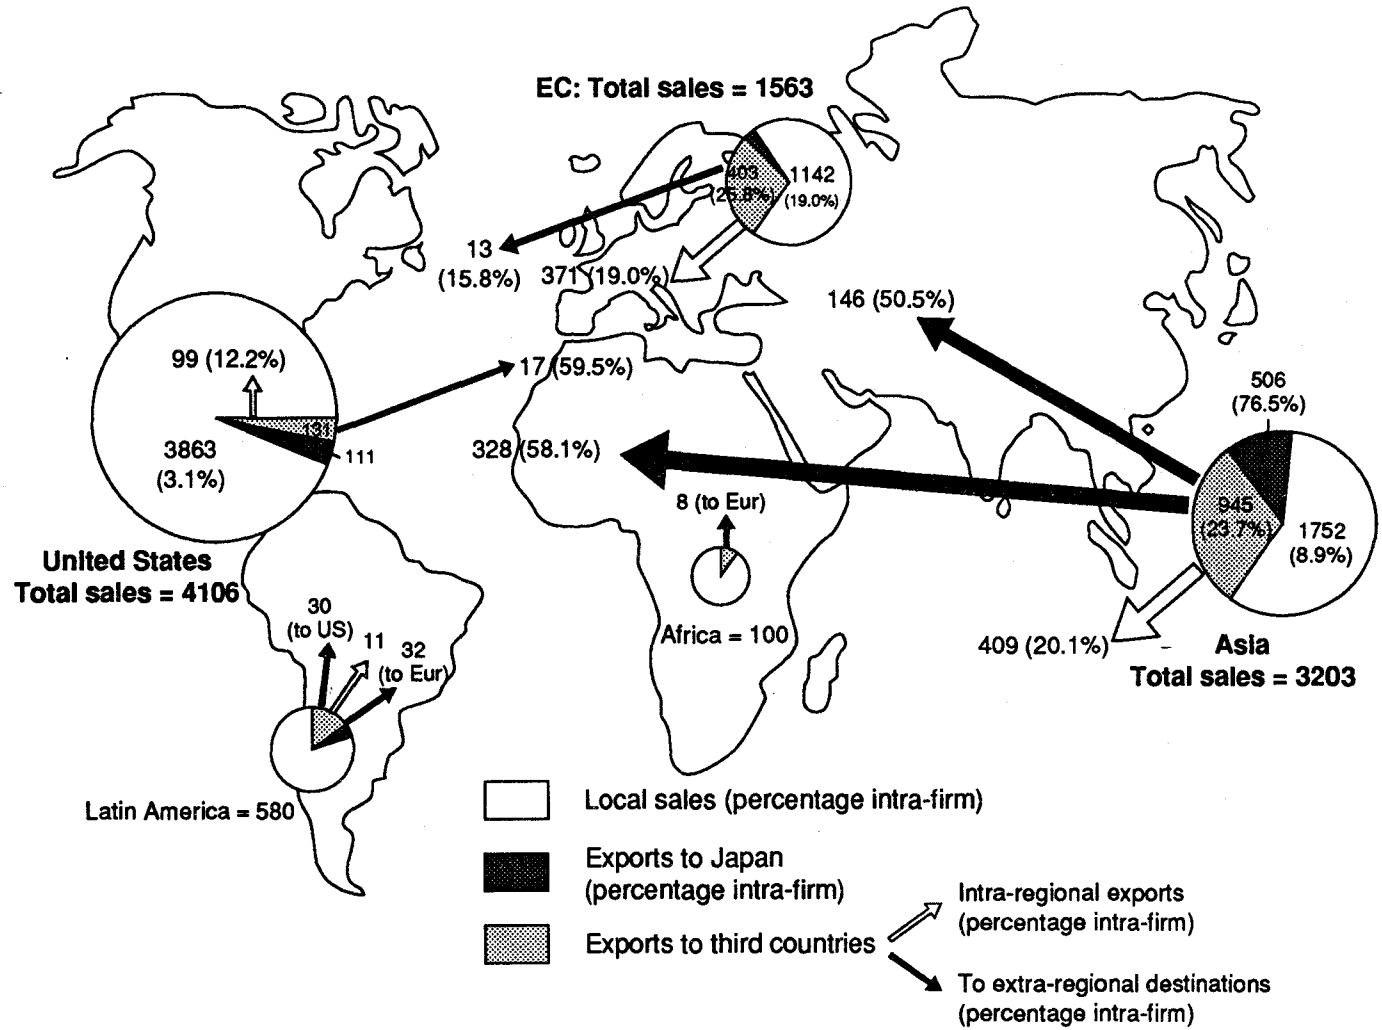 EC: Total sales = 1563
403
(25.8%)
1142
(19.0%)
13
(15.8%)
371 (19.0%)
146 (50.5%)
99 (12.2%)
17 (59.5%)
131
111
3863
(3.1%)
506
(76.5%)
328 (58.1%)
8 (to Eur)
945
(23.7%)
1752
(8.9%)
United States
Total sales = 4106
30
(to US)
11
32
(to Eur)
Africa = 100
409 (20.1%)
Asia
Total sales = 3203
Latin America = 580
Local sales (percentage intra-firm)
Exports to Japan
(percentage intra-firm)
Exports to third countries
Intra-regional exports
(percentage intra-firm)
To extra-regional destinations
(percentage intra-firm)